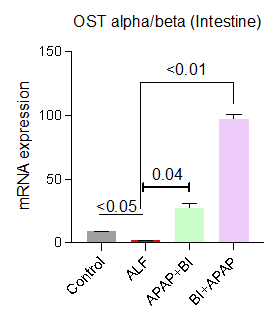 OST alpha/beta (Intestine)
mRNA expression
150
100
50
0
<0.01
0.04
<0.05
Control
ALF
APAP+BI
BI+APAP